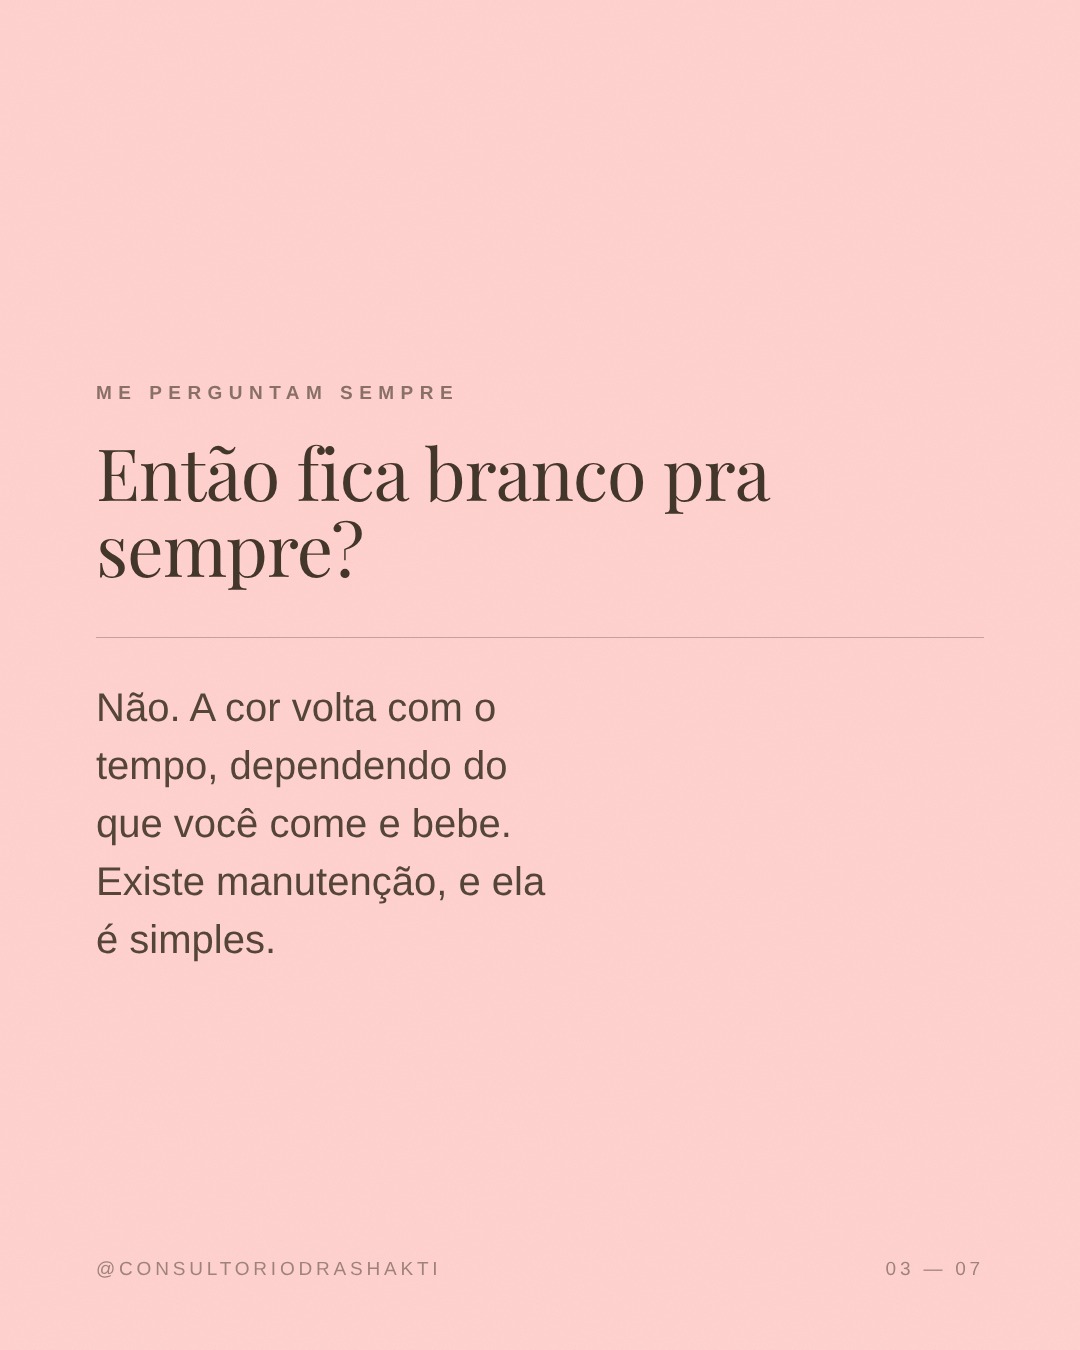 ME PERGUNTAM SEMPRE
Então fica branco pra
sempre?
Não. A cor volta com o
tempo, dependendo do
que você come e bebe.
Existe manutenção, e ela
é simples.
@CONSULTORIODRASHAKTI
03 — 07